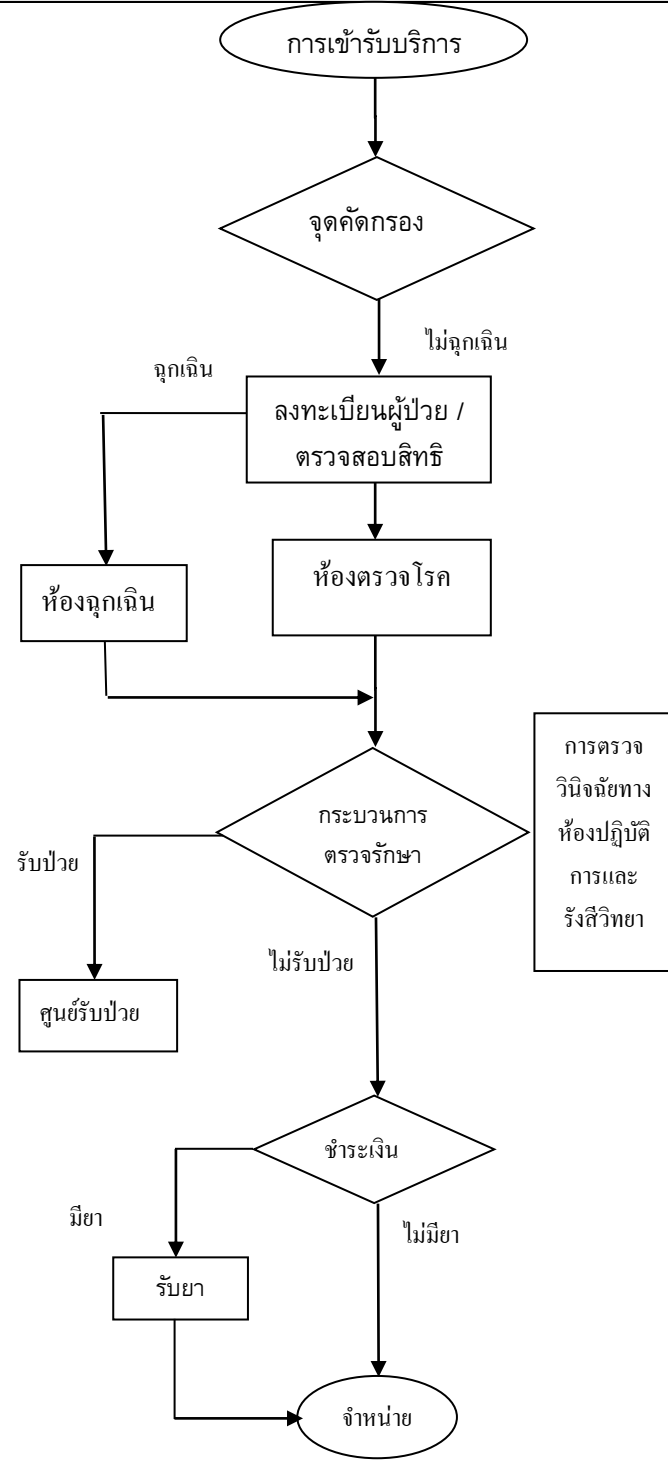 การเข้ารับบริการ
จุดคัดกรอง
ไม่ฉุกเฉิน
ฉุกเฉิน
ลงทะเบียนผู้ป่วย /
ตรวจสอบสิทธิ
ห้องตรวจโรค
ห้องฉุกเฉิน
การตรวจ
วินิจฉัยทาง
ห้องปฏิบัติ
การและ
รังสีวิทยา
กระบวนการ
ตรวจรักษา
รับป่วย
ไม่รับป่วย
ศูนย์รับป่วย
ชำระเงิน
มียา
ไม่มียา
รับยา
จำหน่าย